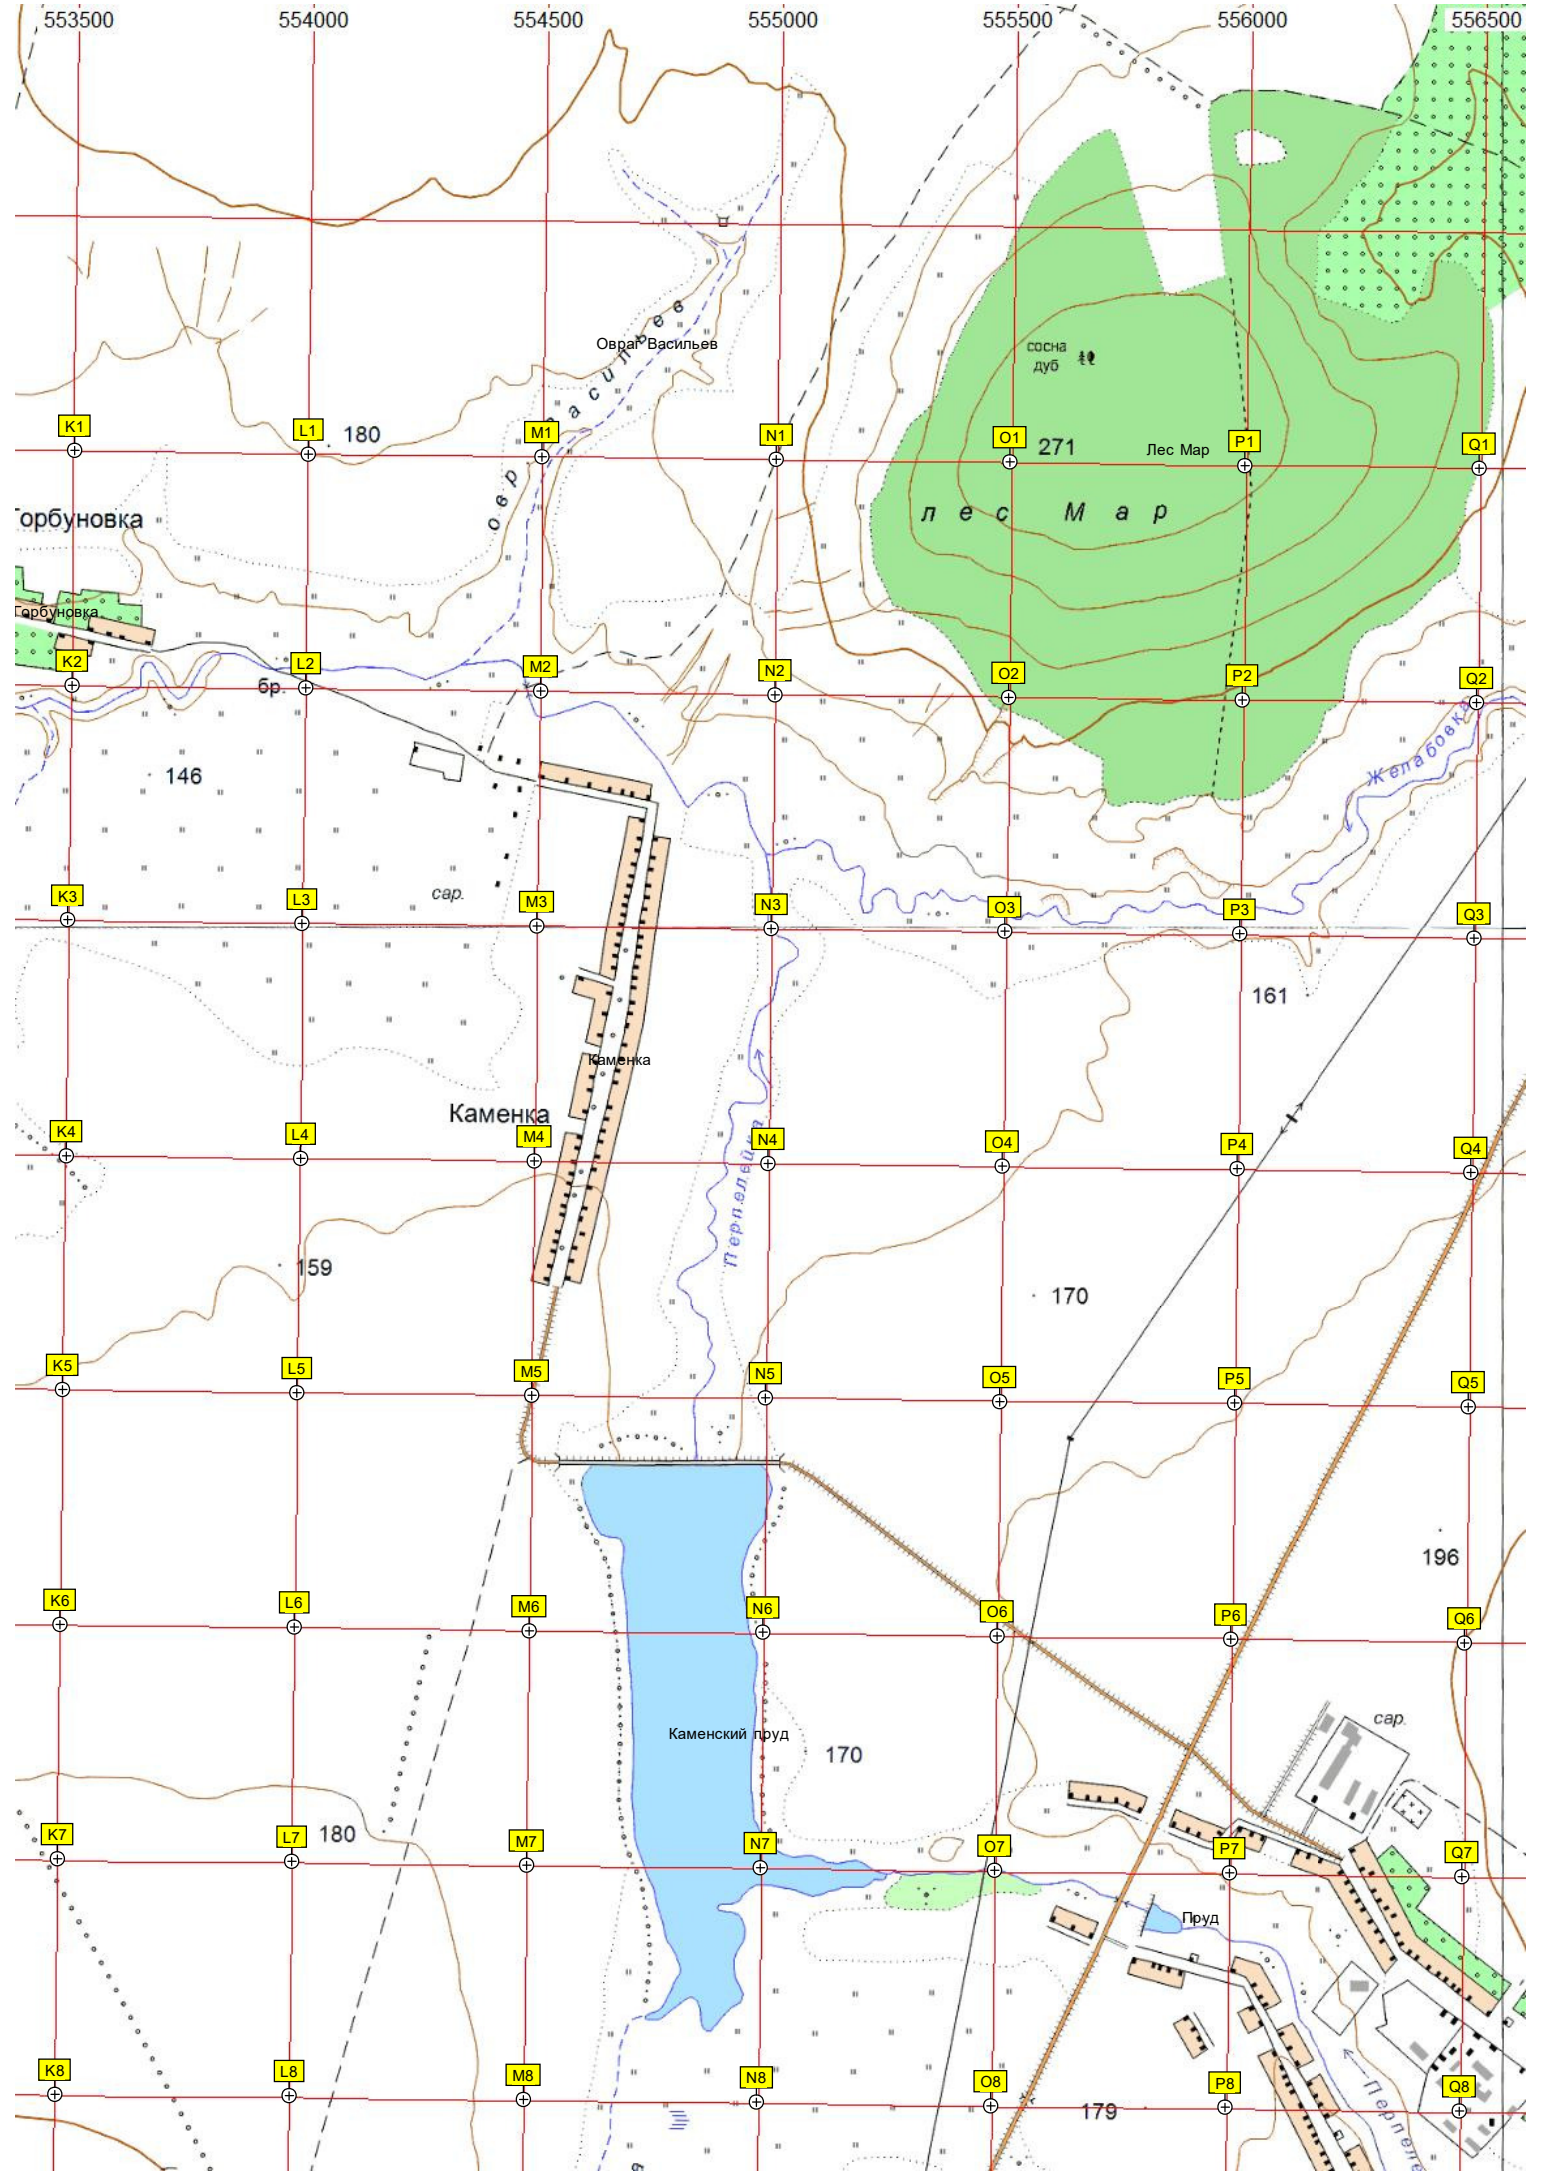 553500 554000 554500 555000 555500 556000 556500
Овраг Васильев
овр Васильев
сосна
дуб
K1 L1 180 M1 N1 O1 271 Лес Мар P1 Q1
лес Мар
Горбуновка
Горбуновка
K2 L2 M2 N2 O2 P2 Q2
бр.
Желабовка
146
сар.
K3 L3 M3 N3 O3 P3 Q3
161
Каменка
Каменка
K4 L4 M4 N4 O4 P4 Q4
Перпелейка
159
170
K5 L5 M5 N5 O5 P5 Q5
196
K6 L6 M6 N6 O6 P6 Q6
сар.
Каменский пруд
170
180
K7 L7 M7 N7 O7 P7 Q7
Пруд
K8 L8 M8 N8 O8 P8 Q8
179
Перпеле